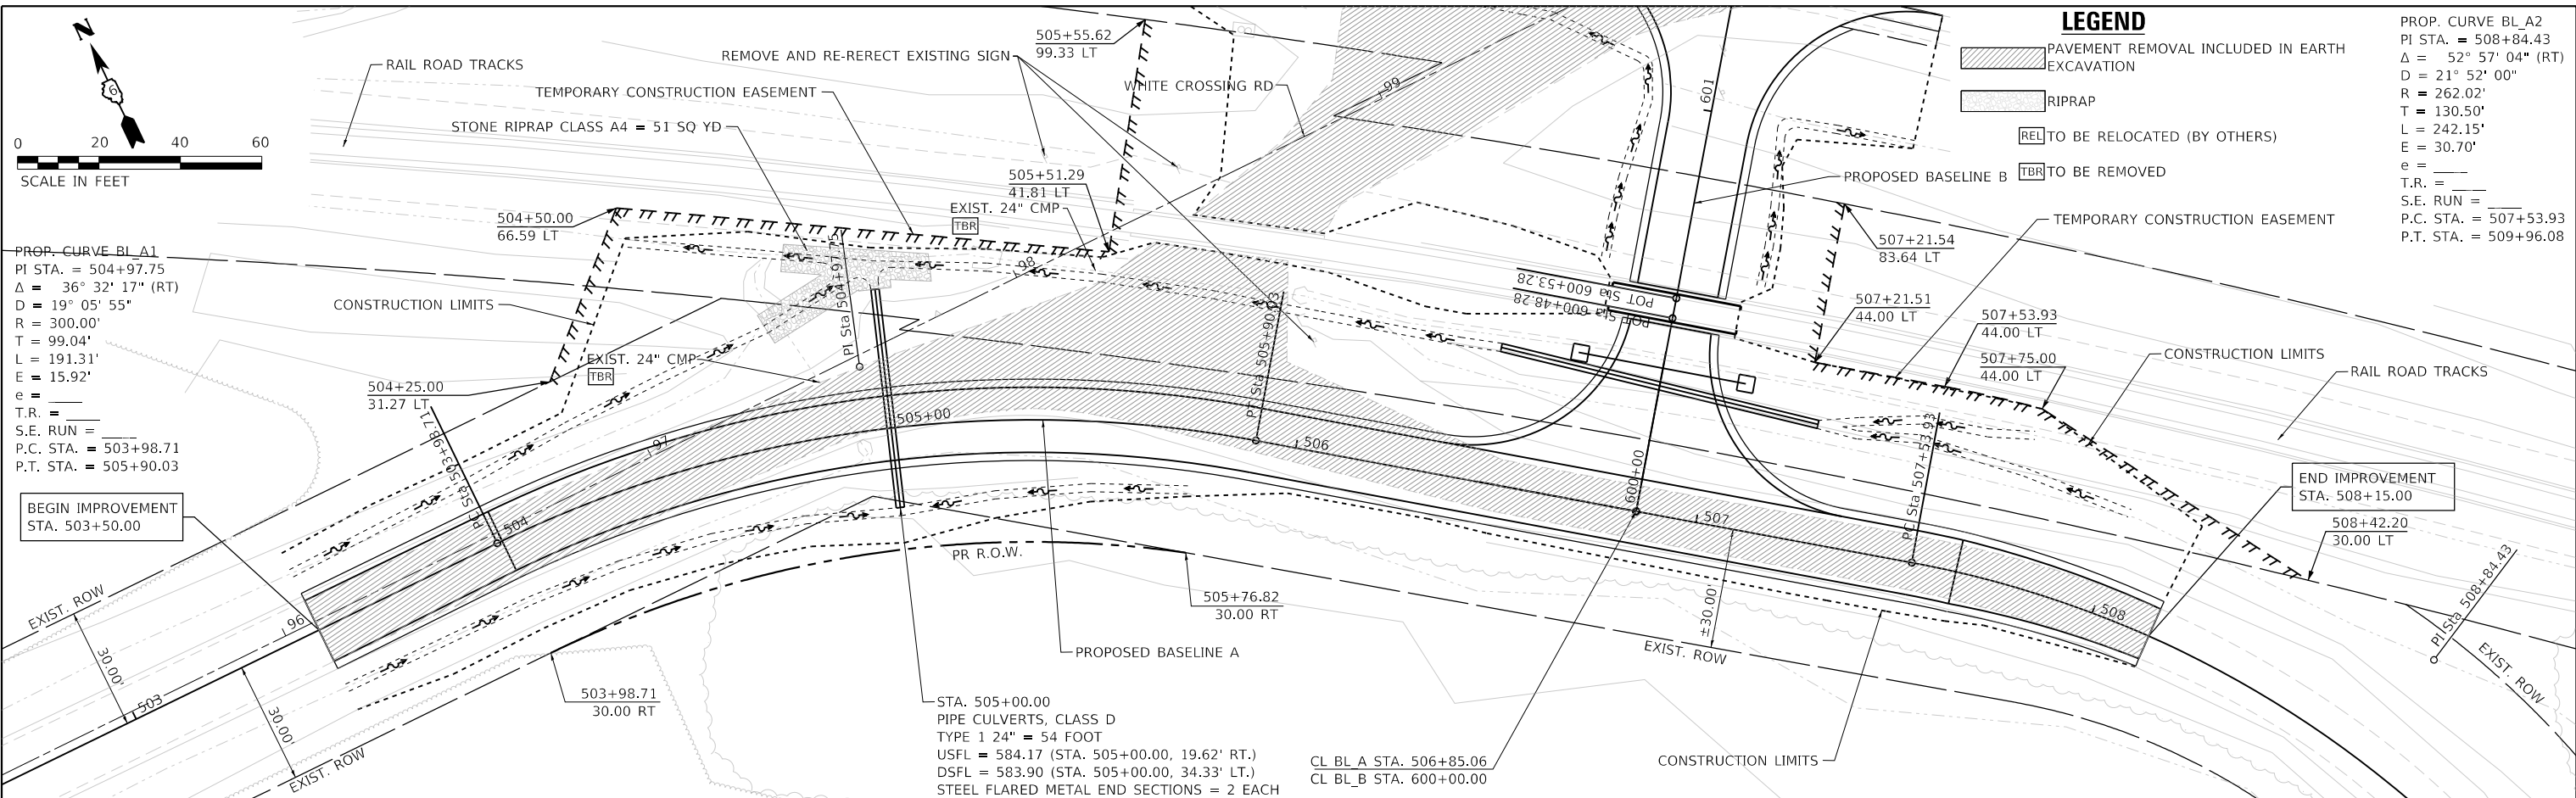 N
6
0 20 40 60
SCALE IN FEET
RAIL ROAD TRACKS
REMOVE AND RE-RERECT EXISTING SIGN
TEMPORARY CONSTRUCTION EASEMENT
STONE RIPRAP CLASS A4 = 51 SQ YD
505+55.62
99.33 LT
WHITE CROSSING RD
99
601
LEGEND
PAVEMENT REMOVAL INCLUDED IN EARTH
EXCAVATION
RIPRAP
REL TO BE RELOCATED (BY OTHERS)
TBR TO BE REMOVED
PROP. CURVE BL_A2
PI STA. = 508+84.43
Δ = 52° 57' 04" (RT)
D = 21° 52' 00"
R = 262.02'
T = 130.50'
L = 242.15'
E = 30.70'
e = ____
T.R. = ____
S.E. RUN = ____
P.C. STA. = 507+53.93
P.T. STA. = 509+96.08
505+51.29
41.81 LT
EXIST. 24" CMP
TBR
504+50.00
66.59 LT
PROPOSED BASELINE B
TEMPORARY CONSTRUCTION EASEMENT
507+21.54
83.64 LT
PROP. CURVE BL_A1
PI STA. = 504+97.75
Δ = 36° 32' 17" (RT)
D = 19° 05' 55"
R = 300.00'
T = 99.04'
L = 191.31'
E = 15.92'
e = ____
T.R. = ____
S.E. RUN = ____
P.C. STA. = 503+98.71
P.T. STA. = 505+90.03
CONSTRUCTION LIMITS
PI Sta 504+97.75
98
POT Sta 600+53.28
POT Sta 600+48.28
507+21.51
44.00 LT
507+53.93
44.00 LT
507+75.00
44.00 LT
CONSTRUCTION LIMITS
RAIL ROAD TRACKS
EXIST. 24" CMP
TBR
504+25.00
31.27 LT
PC Sta 503+98.71
97
505+00
PT Sta 505+90.03
506
600+00
507
PC Sta 507+53.93
508
BEGIN IMPROVEMENT
STA. 503+50.00
504
END IMPROVEMENT
STA. 508+15.00
508+42.20
30.00 LT
PI Sta 508+84.43
EXIST. ROW
96
PR R.O.W.
505+76.82
30.00 RT
±30.00'
EXIST. ROW
EXIST. ROW
30.00'
503
30.00'
EXIST. ROW
503+98.71
30.00 RT
PROPOSED BASELINE A
STA. 505+00.00
PIPE CULVERTS, CLASS D
TYPE 1 24" = 54 FOOT
USFL = 584.17 (STA. 505+00.00, 19.62' RT.)
DSFL = 583.90 (STA. 505+00.00, 34.33' LT.)
STEEL FLARED METAL END SECTIONS = 2 EACH
CL BL_A STA. 506+85.06
CL BL_B STA. 600+00.00
CONSTRUCTION LIMITS